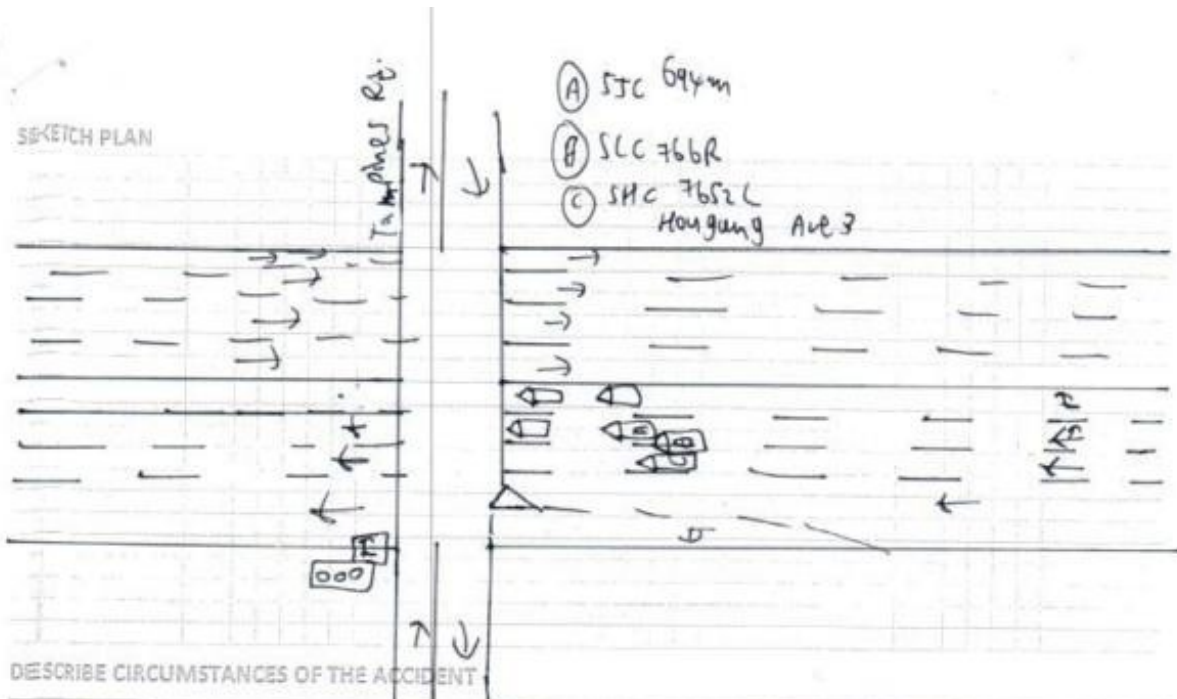 SKETCH PLAN
Tampines Rd.
A SJC 694M
B SLC 766R
C SHC 7652L
Hougang Ave 3
A
B
C
DESCRIBE CIRCUMSTANCES OF THE ACCIDENT